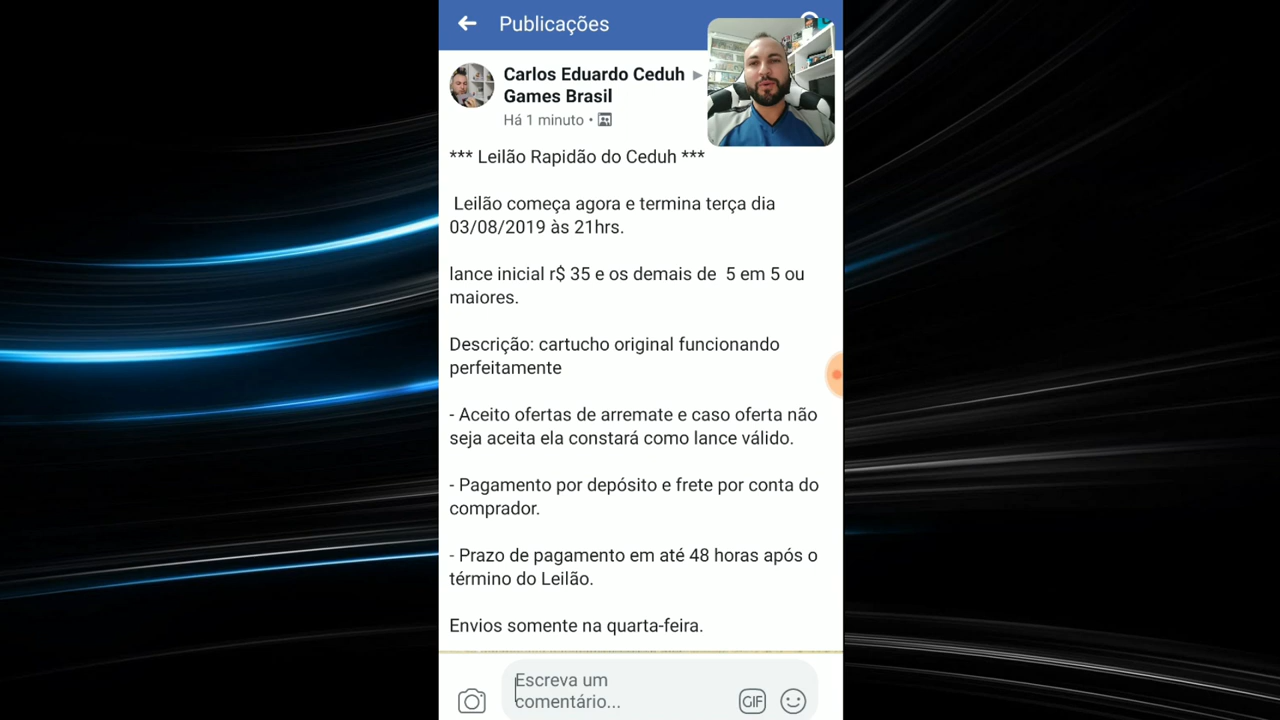 Publicações
Carlos Eduardo Ceduh ▸
Games Brasil
Há 1 minuto •
*** Leilão Rapidão do Ceduh ***
Leilão começa agora e termina terça dia
03/08/2019 às 21hrs.
lance inicial r$ 35 e os demais de 5 em 5 ou
maiores.
Descrição: cartucho original funcionando
perfeitamente
- Aceito ofertas de arremate e caso oferta não
seja aceita ela constará como lance válido.
- Pagamento por depósito e frete por conta do
comprador.
- Prazo de pagamento em até 48 horas após o
término do Leilão.
Envios somente na quarta-feira.
Escreva um
comentário...
GIF